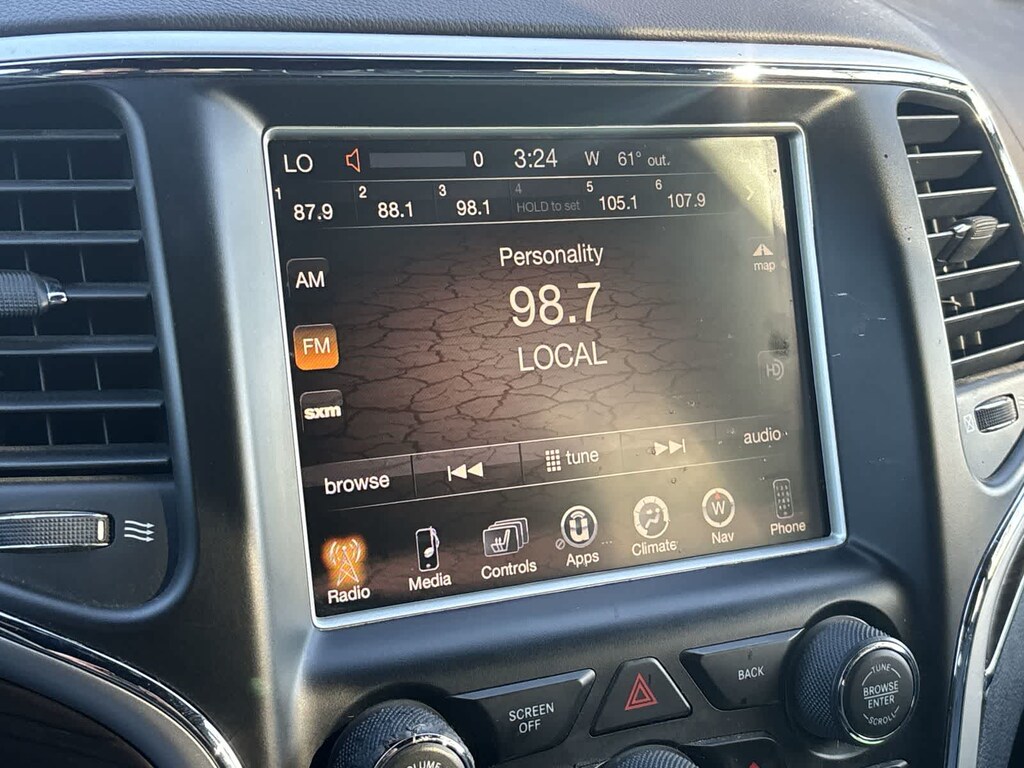 LO 0 3:24 W 61° out.
1 87.9 2 88.1 3 98.1 4 HOLD to set 5 105.1 6 107.9
Personality
map
AM
98.7
FM
LOCAL
HD
sxm
browse tune audio
Radio Media Controls Apps Climate Nav Phone
W
SCREEN
OFF
BACK
TUNE
BROWSE
ENTER
SCROLL
VOLUME